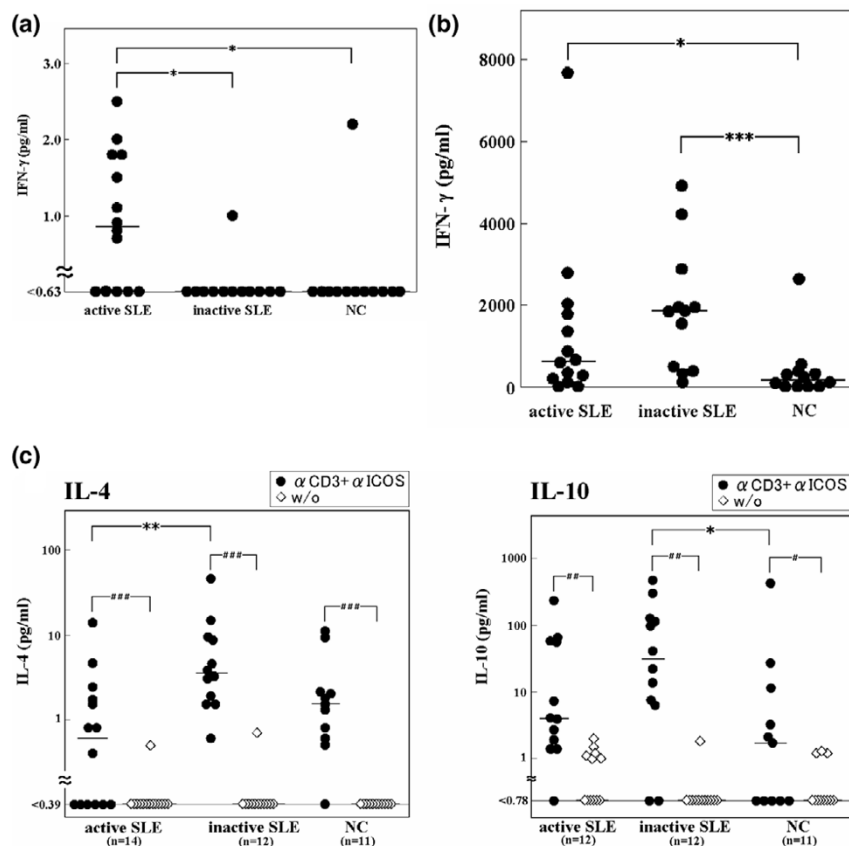 (a)
3.0
2.0
1.0
<0.63
IFN-γ (pg/ml)
*
*
active SLE inactive SLE NC
(b)
8000
6000
4000
2000
0
IFN-γ (pg/ml)
*
***
active SLE inactive SLE NC
(c)
IL-4
● αCD3+αICOS
◇ w/o
100
10
1
<0.39
IL-4 (pg/ml)
**
###
###
###
active SLE inactive SLE NC
(n=14) (n=12) (n=11)
IL-10
● αCD3+αICOS
◇ w/o
1000
100
10
1
<0.78
IL-10 (pg/ml)
*
##
##
#
active SLE inactive SLE NC
(n=12) (n=12) (n=11)